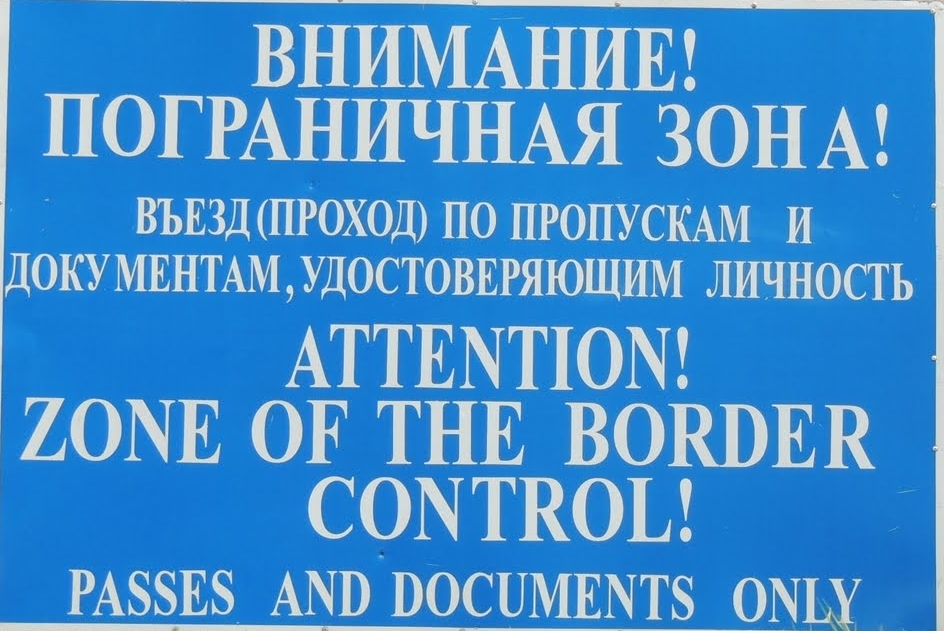 ВНИМАНИЕ!
ПОГРАНИЧНАЯ ЗОНА!
ВЪЕЗД (ПРОХОД) ПО ПРОПУСКАМ И
ДОКУМЕНТАМ, УДОСТОВЕРЯЮЩИМ ЛИЧНОСТЬ
ATTENTION!
ZONE OF THE BORDER
CONTROL!
PASSES AND DOCUMENTS ONLY